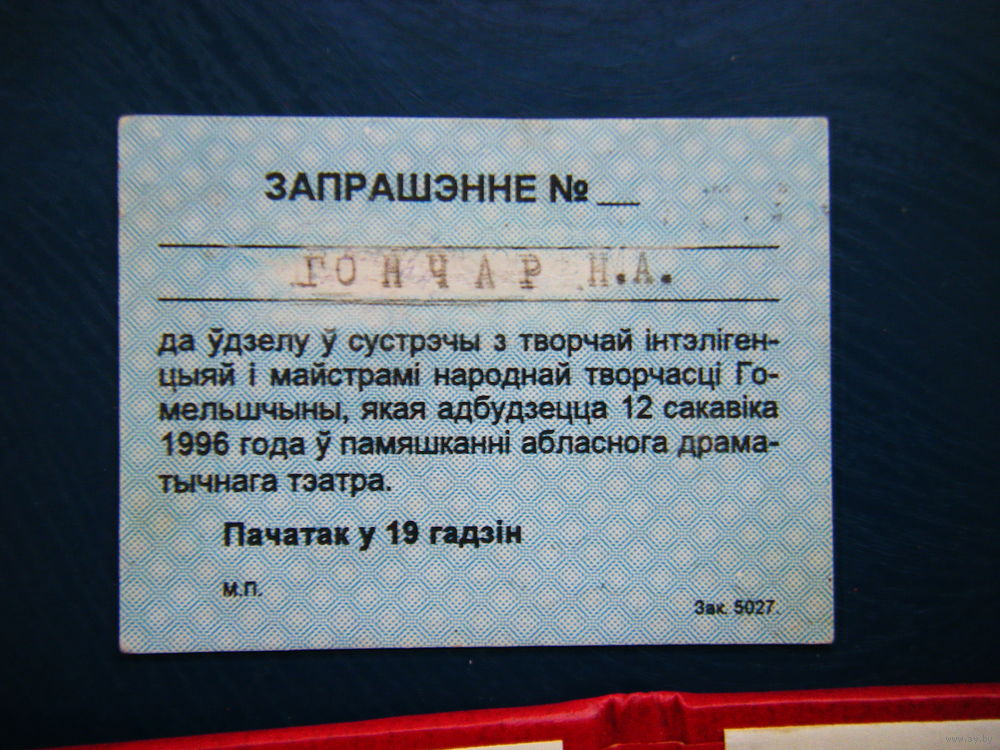 ЗАПРАШЭННЕ № __
ГОНЧАР Н.А.
да ўдзелу ў сустрэчы з творчай інтэліген-
цыяй і майстрамі народнай творчасці Го-
мельшчыны, якая адбудзецца 12 сакавіка
1996 года ў памяшканні абласнога драма-
тычнага тэатра.
Пачатак у 19 гадзін
М.П.
Зак. 5027.